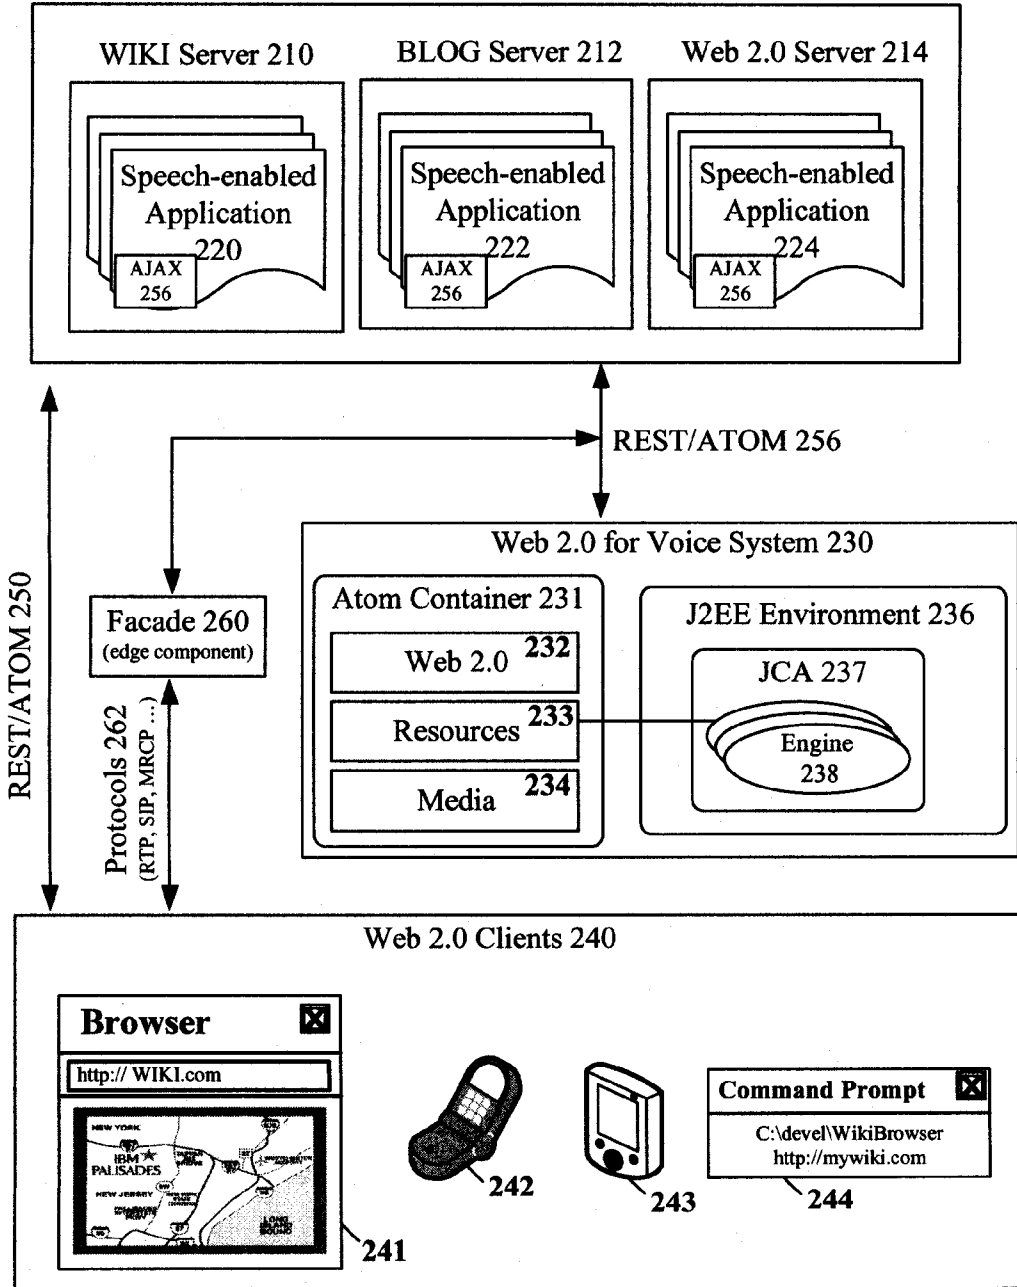 WIKI Server 210
BLOG Server 212
Web 2.0 Server 214
Speech-enabled
Application
220
AJAX
256
Speech-enabled
Application
222
AJAX
256
Speech-enabled
Application
224
AJAX
256
REST/ATOM 256
REST/ATOM 250
Facade 260
(edge component)
Protocols 262
(RTP, SIP, MRCP ...)
Web 2.0 for Voice System 230
Atom Container 231
Web 2.0 232
Resources 233
Media 234
J2EE Environment 236
JCA 237
Engine
238
Web 2.0 Clients 240
Browser
http:// WIKI.com
NEW YORK
IBM
PALISADES
NEW JERSEY
LONG
ISLAND
SOUND
241
242
243
Command Prompt
C:\devel\WikiBrowser
http://mywiki.com
244